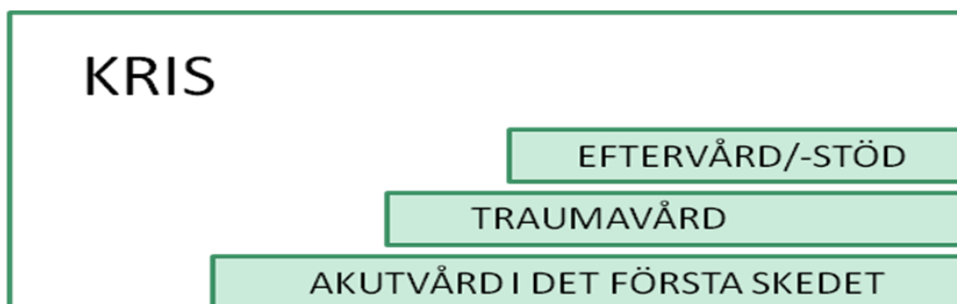 KRIS
EFTERVÅRD/-STÖD
TRAUMAVÅRD
AKUTVÅRD I DET FÖRSTA SKEDET